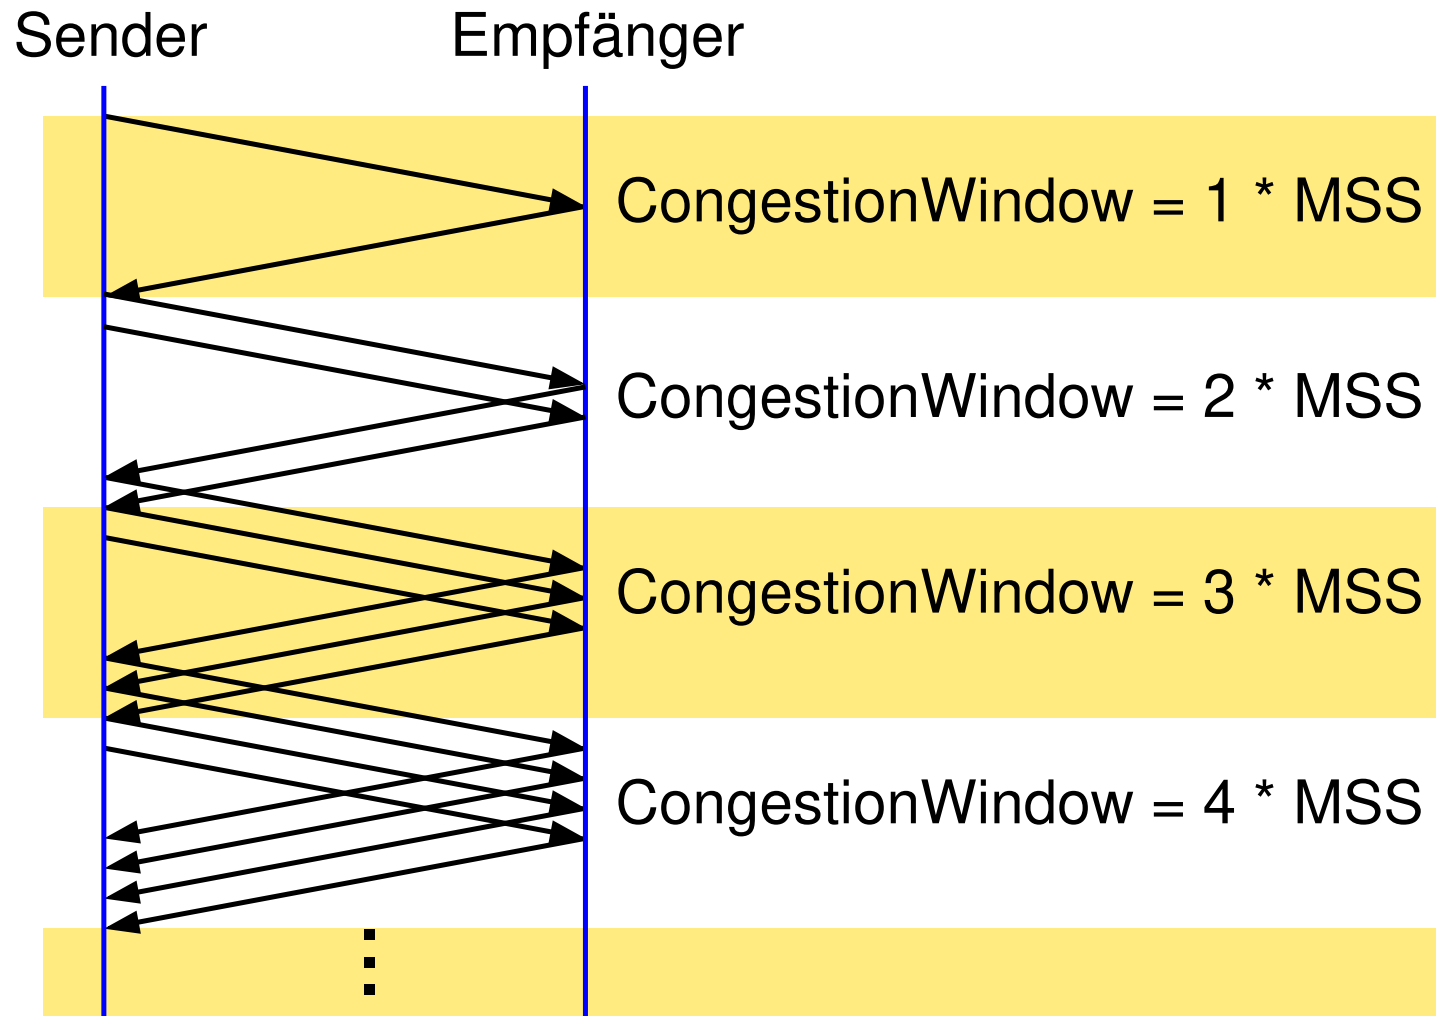 Sender Empfänger
CongestionWindow = 1 * MSS
CongestionWindow = 2 * MSS
CongestionWindow = 3 * MSS
CongestionWindow = 4 * MSS